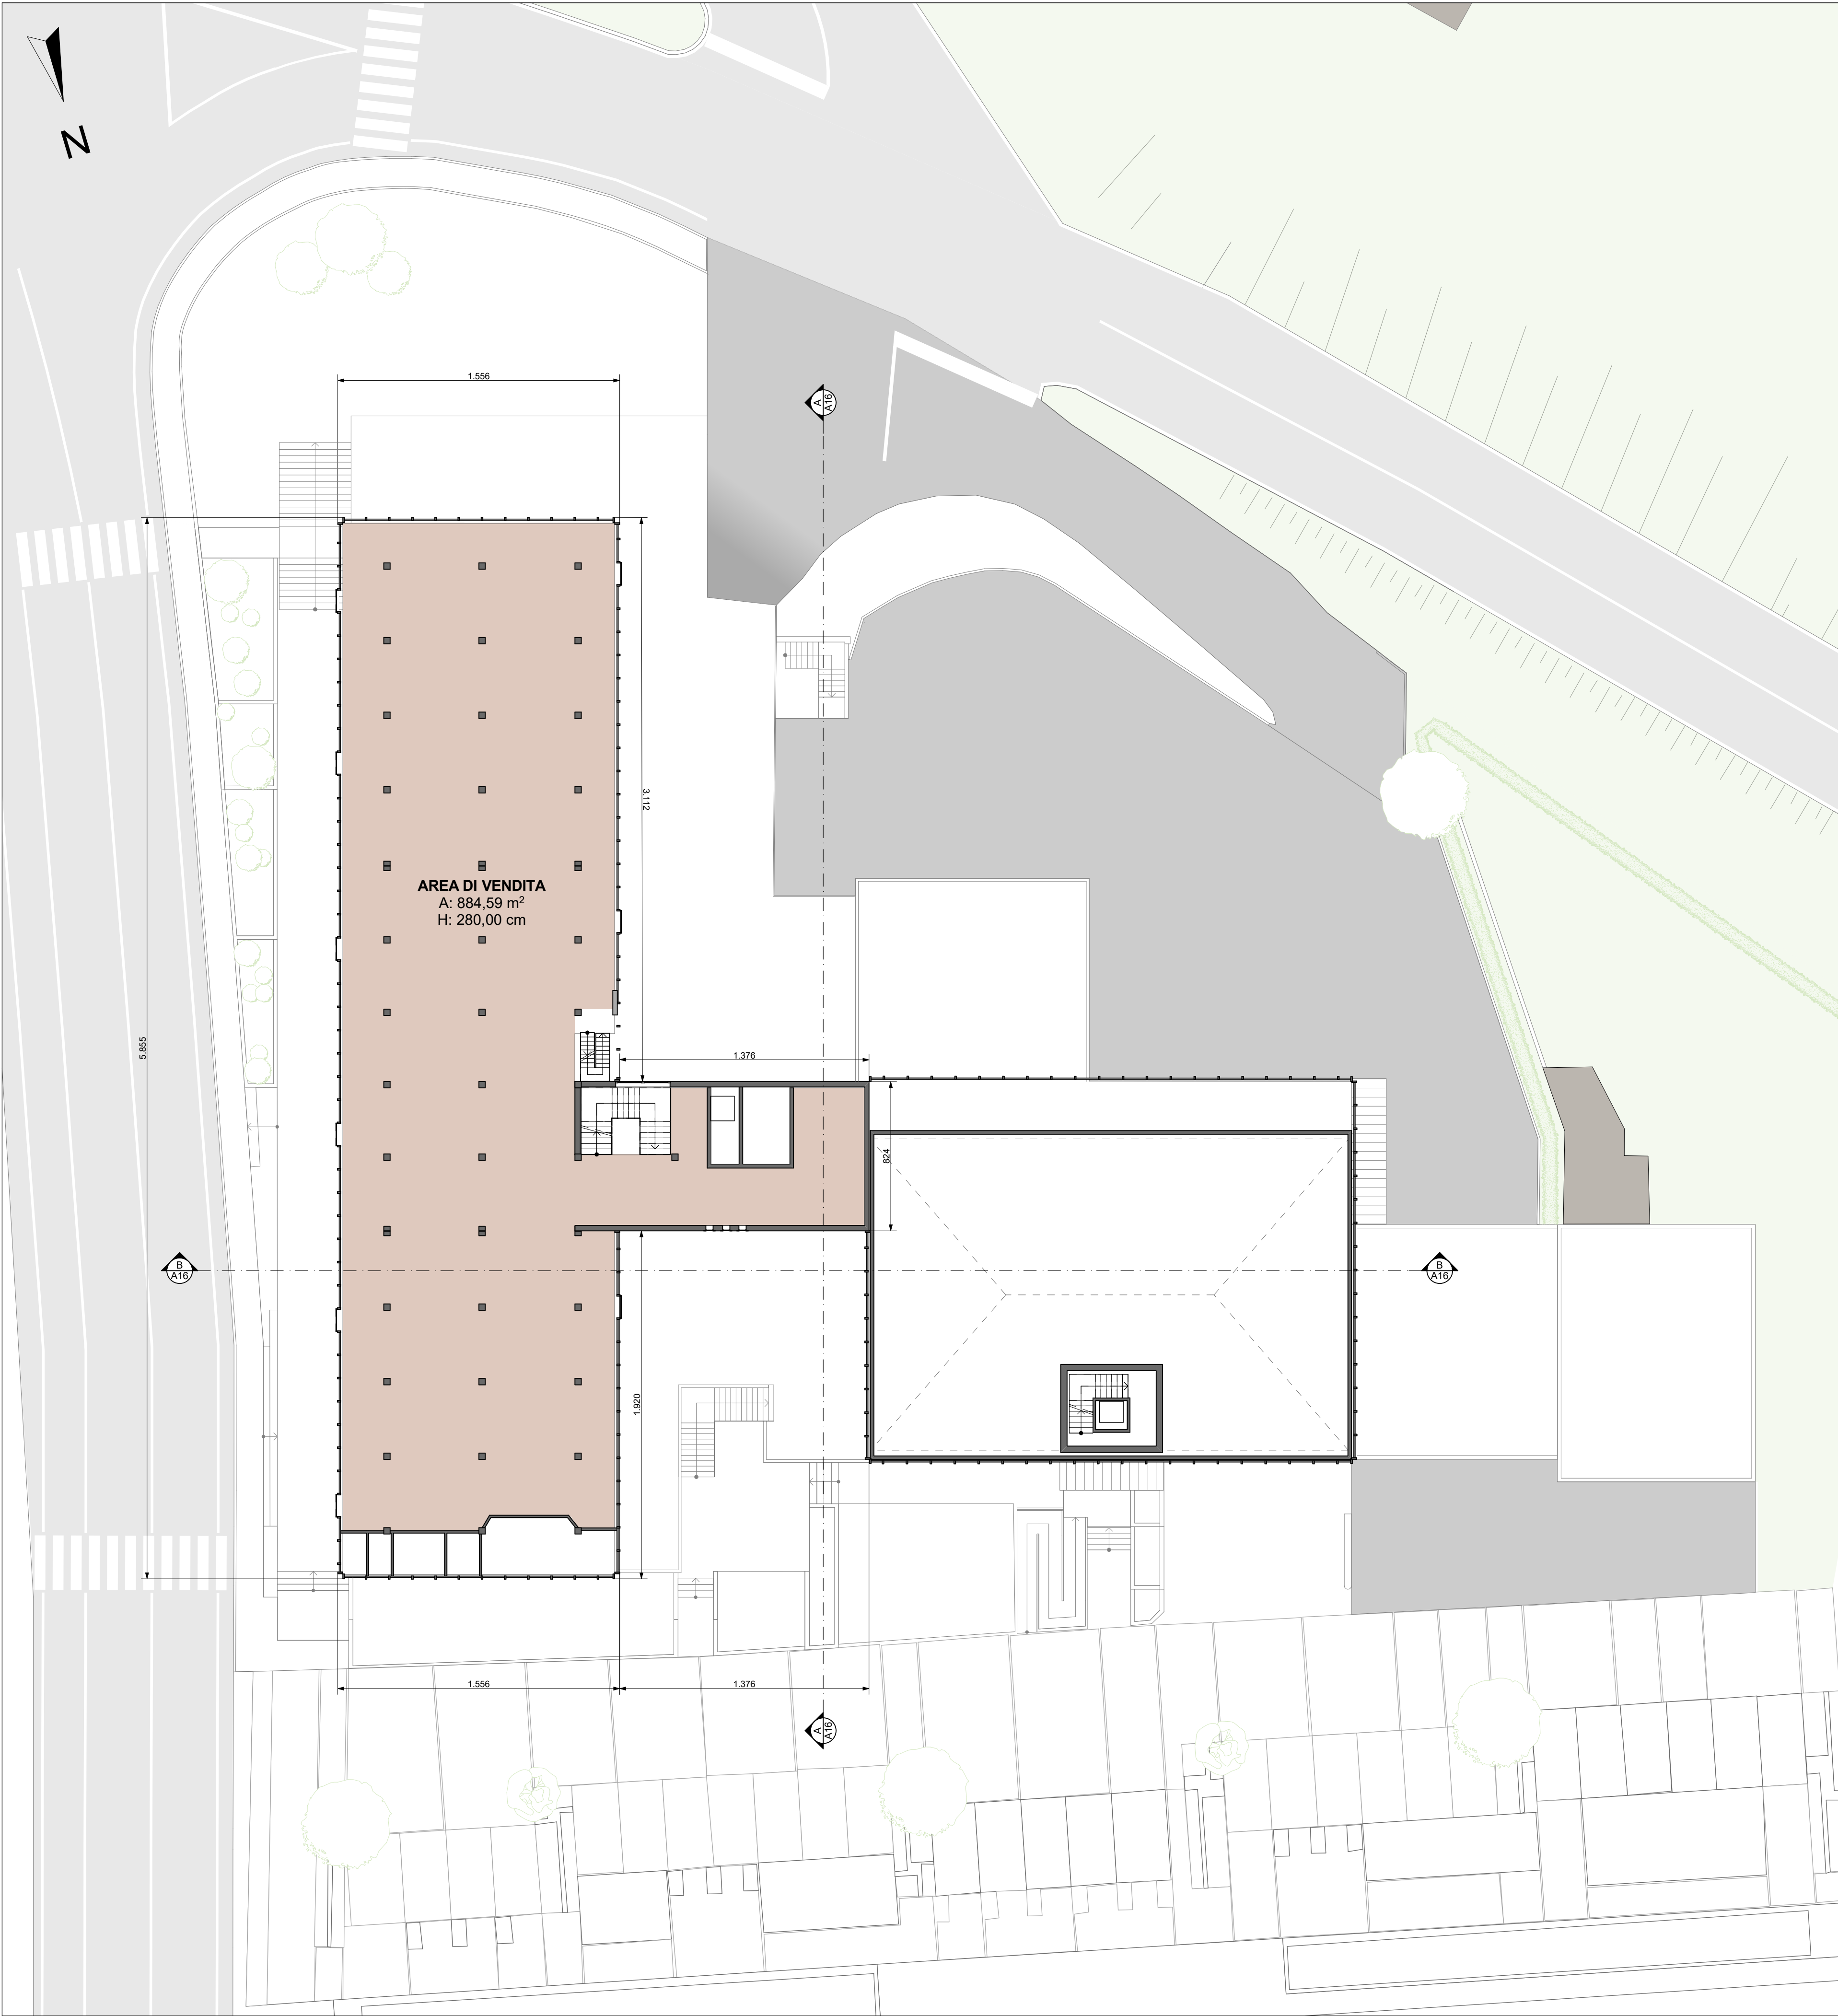 N
1.556
A
A16
3.112
AREA DI VENDITA
A: 884,59 m²
H: 280,00 cm
5.855
1.376
824
B
A16
B
A16
1.920
1.556
1.376
A
A16